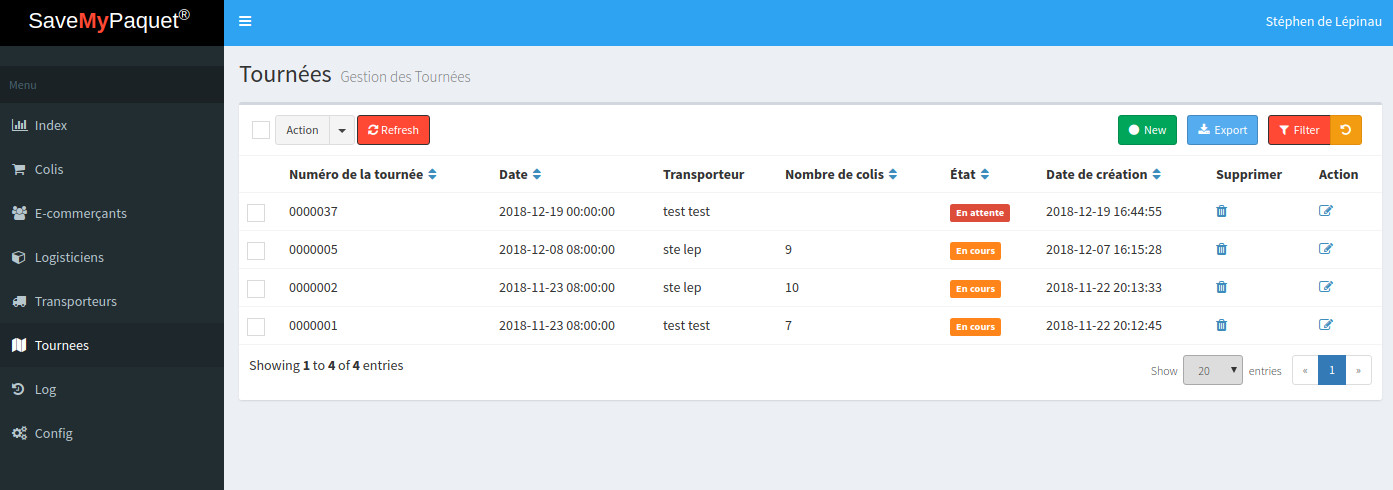 SaveMyPaquet®
Stéphen de Lépinau
Menu
Index
Colis
E-commerçants
Logisticiens
Transporteurs
Tournees
Log
Config
Tournées Gestion des Tournées
Action Refresh New Export Filter
Numéro de la tournée Date Transporteur Nombre de colis État Date de création Supprimer Action
0000037 2018-12-19 00:00:00 test test En attente 2018-12-19 16:44:55
0000005 2018-12-08 08:00:00 ste lep 9 En cours 2018-12-07 16:15:28
0000002 2018-11-23 08:00:00 ste lep 10 En cours 2018-11-22 20:13:33
0000001 2018-11-23 08:00:00 test test 7 En cours 2018-11-22 20:12:45
Showing 1 to 4 of 4 entries Show 20 entries « 1 »